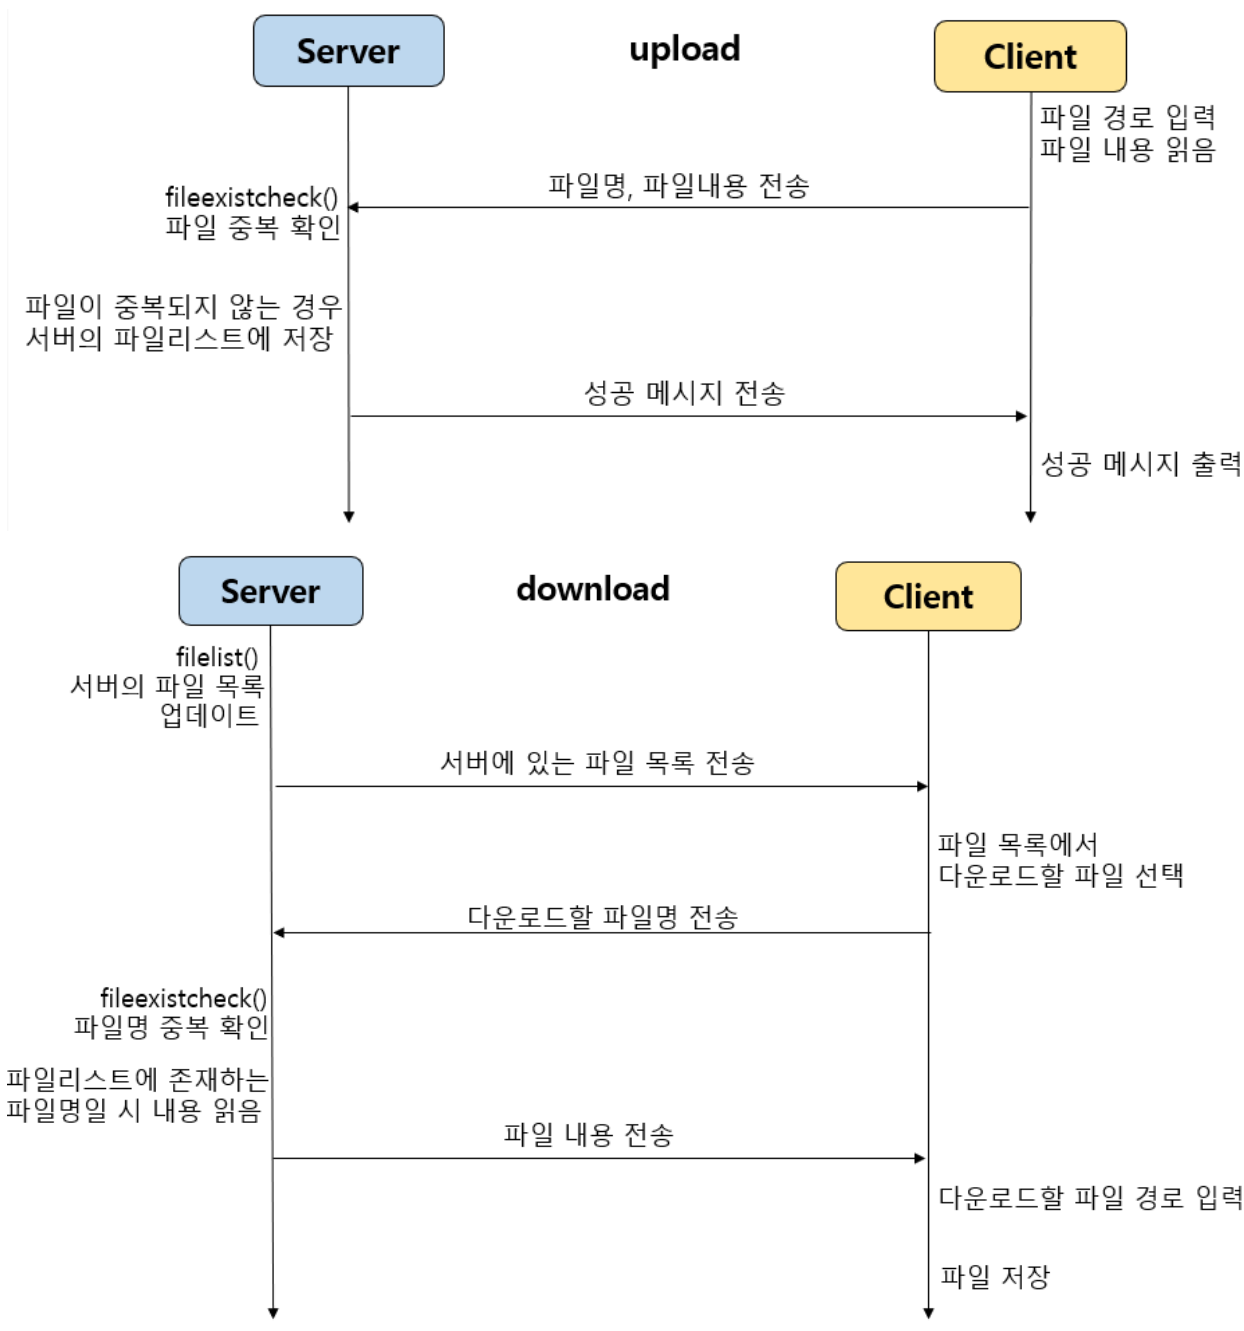 Server
upload
Client
파일 경로 입력
파일 내용 읽음
파일명, 파일내용 전송
fileexistcheck()
파일 중복 확인
파일이 중복되지 않는 경우
서버의 파일리스트에 저장
성공 메시지 전송
성공 메시지 출력
Server
download
Client
filelist()
서버의 파일 목록
업데이트
서버에 있는 파일 목록 전송
파일 목록에서
다운로드할 파일 선택
다운로드할 파일명 전송
fileexistcheck()
파일명 중복 확인
파일리스트에 존재하는
파일명일 시 내용 읽음
파일 내용 전송
다운로드할 파일 경로 입력
파일 저장